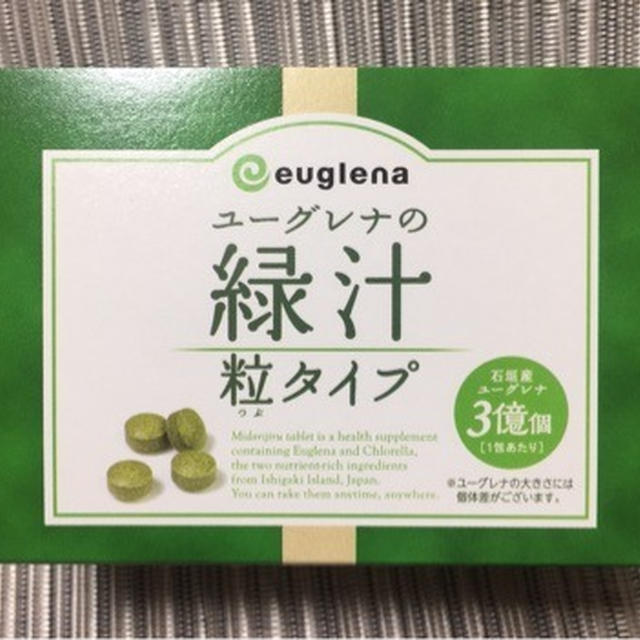 euglena
ユーグレナの
緑汁
粒タイプ
つぶ
Midorijiru tablet is a health supplement
containing Euglena and Chlorella,
the two nutrient-rich ingredients
from Ishigaki Island, Japan.
You can take them anytime, anywhere.
石垣産
ユーグレナ
3億個
[1包あたり]
※ユーグレナの大きさには
個体差がございます。